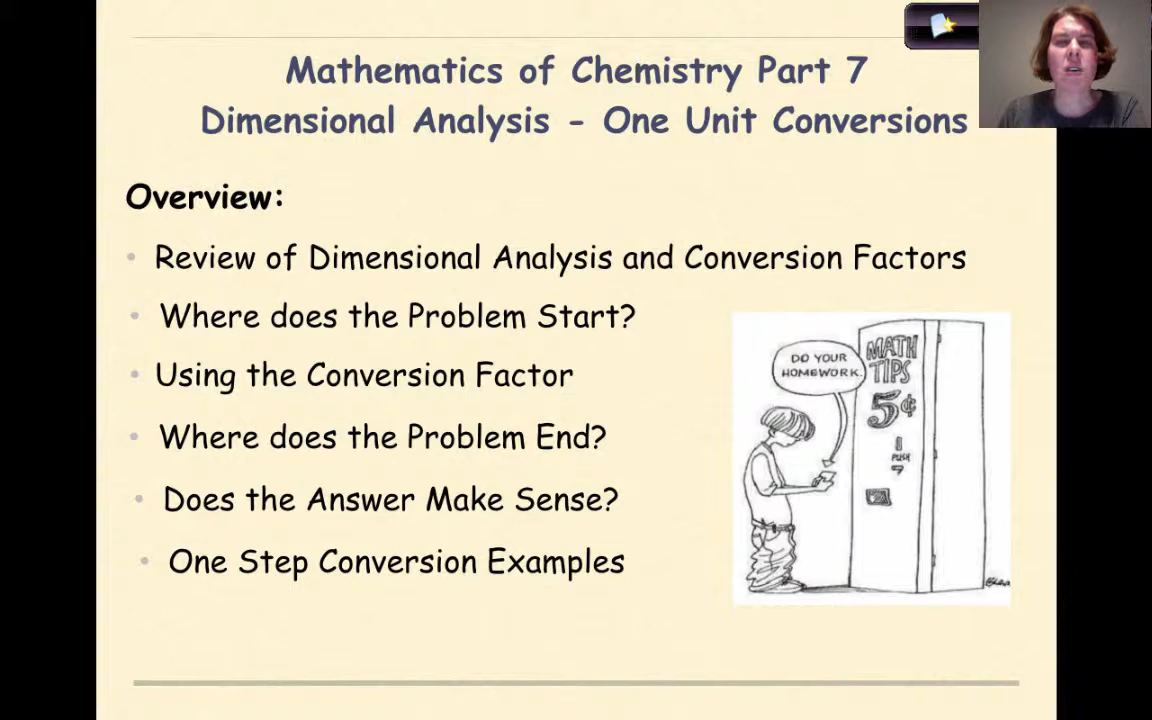 Mathematics of Chemistry Part 7
Dimensional Analysis - One Unit Conversions
Overview:
• Review of Dimensional Analysis and Conversion Factors
• Where does the Problem Start?
• Using the Conversion Factor
• Where does the Problem End?
• Does the Answer Make Sense?
• One Step Conversion Examples
DO YOUR
HOMEWORK.
MATH
TIPS
5¢
PUSH